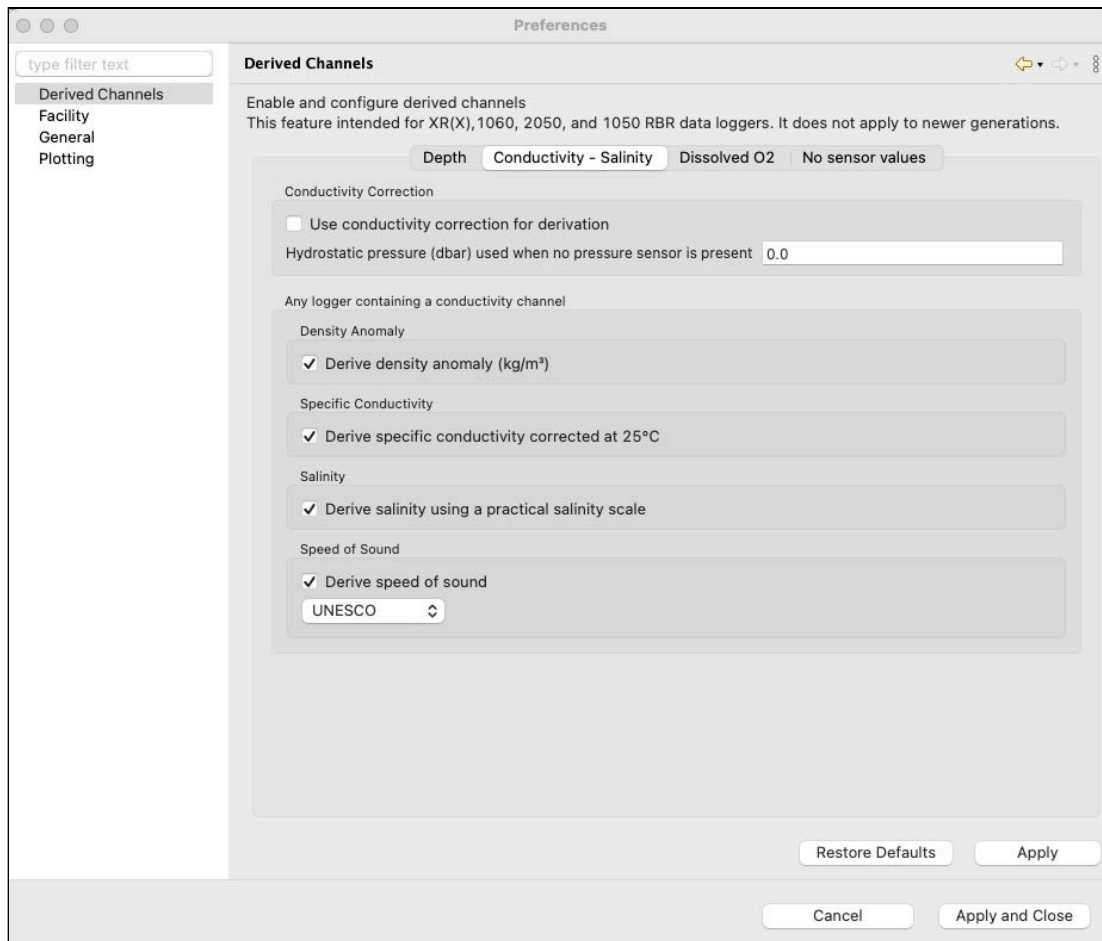 Preferences
type filter text
Derived Channels
Facility
General
Plotting
Derived Channels
Enable and configure derived channels
This feature intended for XR(X),1060, 2050, and 1050 RBR data loggers. It does not apply to newer generations.
Depth Conductivity - Salinity Dissolved O2 No sensor values
Conductivity Correction
Use conductivity correction for derivation
Hydrostatic pressure (dbar) used when no pressure sensor is present 0.0
Any logger containing a conductivity channel
Density Anomaly
Derive density anomaly (kg/m³)
Specific Conductivity
Derive specific conductivity corrected at 25°C
Salinity
Derive salinity using a practical salinity scale
Speed of Sound
Derive speed of sound
UNESCO
Restore Defaults Apply
Cancel Apply and Close